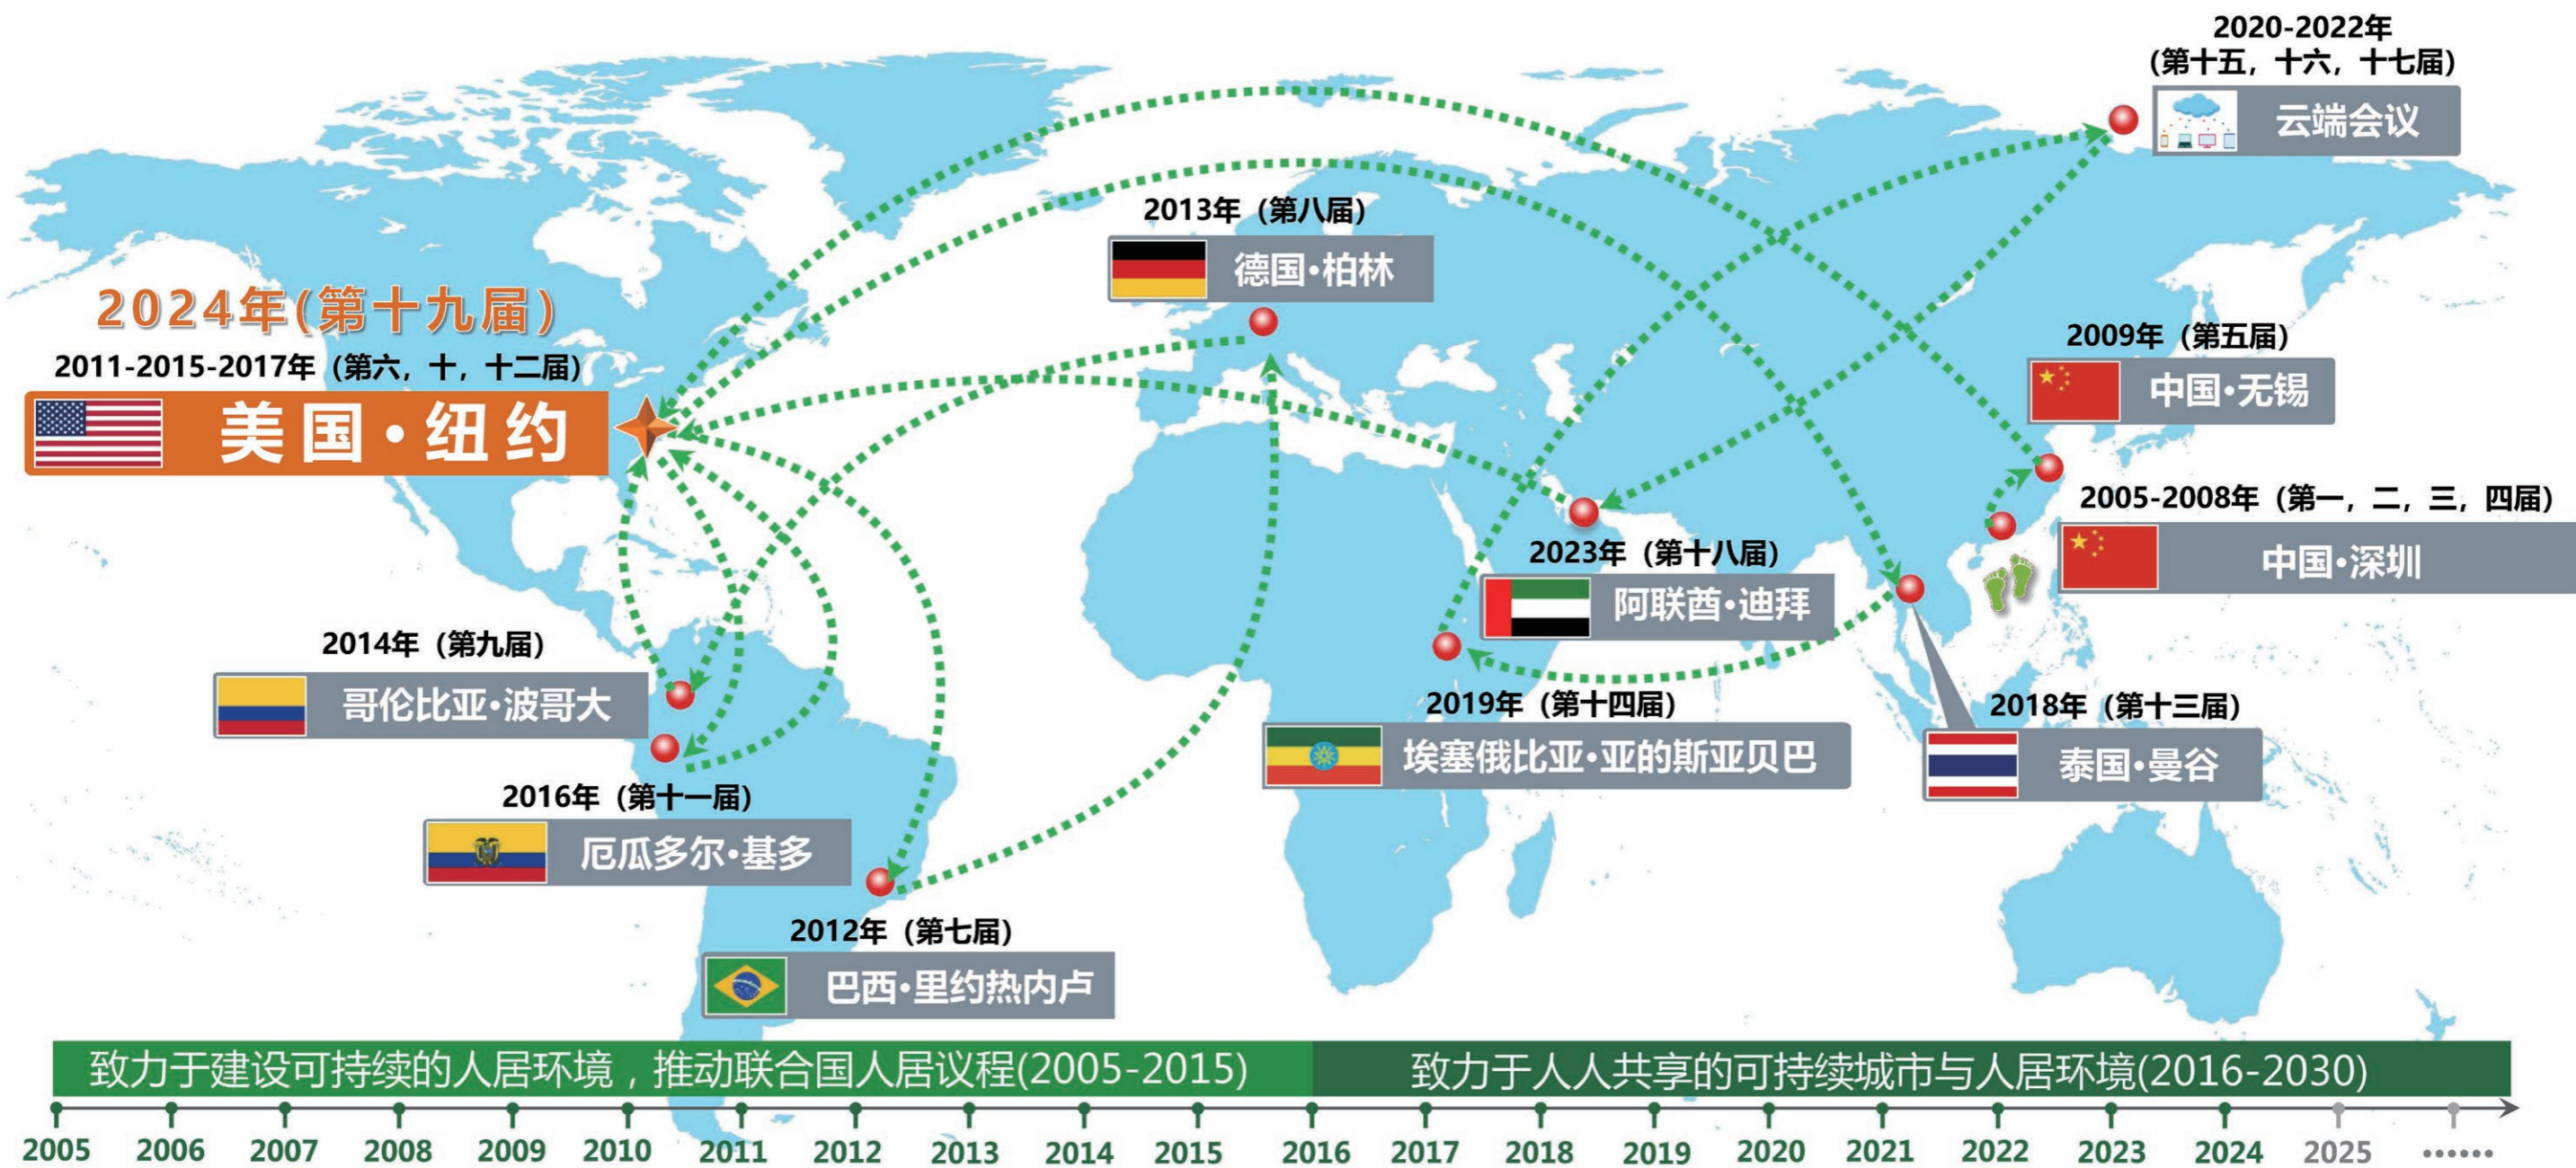 2020-2022年
(第十五，十六，十七届)
云端会议
2013年（第八届）
德国·柏林
2024年(第十九届)
2011-2015-2017年（第六，十，十二届）
美国·纽约
2009年（第五届）
中国·无锡
2005-2008年（第一，二，三，四届）
中国·深圳
2023年（第十八届）
阿联酋·迪拜
2014年（第九届）
哥伦比亚·波哥大
2019年（第十四届）
埃塞俄比亚·亚的斯亚贝巴
2018年（第十三届）
泰国·曼谷
2016年（第十一届）
厄瓜多尔·基多
2012年（第七届）
巴西·里约热内卢
致力于建设可持续的人居环境，推动联合国人居议程(2005-2015)
致力于人人共享的可持续城市与人居环境(2016-2030)
2005 2006 2007 2008 2009 2010 2011 2012 2013 2014 2015 2016 2017 2018 2019 2020 2021 2022 2023 2024 2025 ……